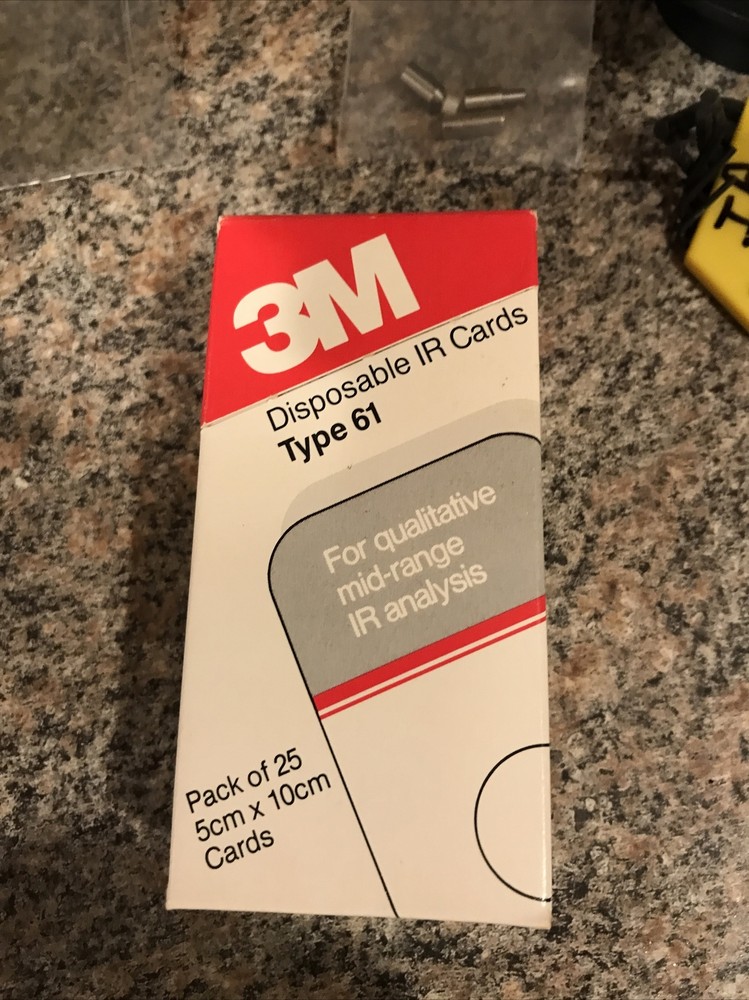 3M
Disposable IR Cards
Type 61
For qualitative
mid-range
IR analysis
Pack of 25
5cm x 10cm
Cards